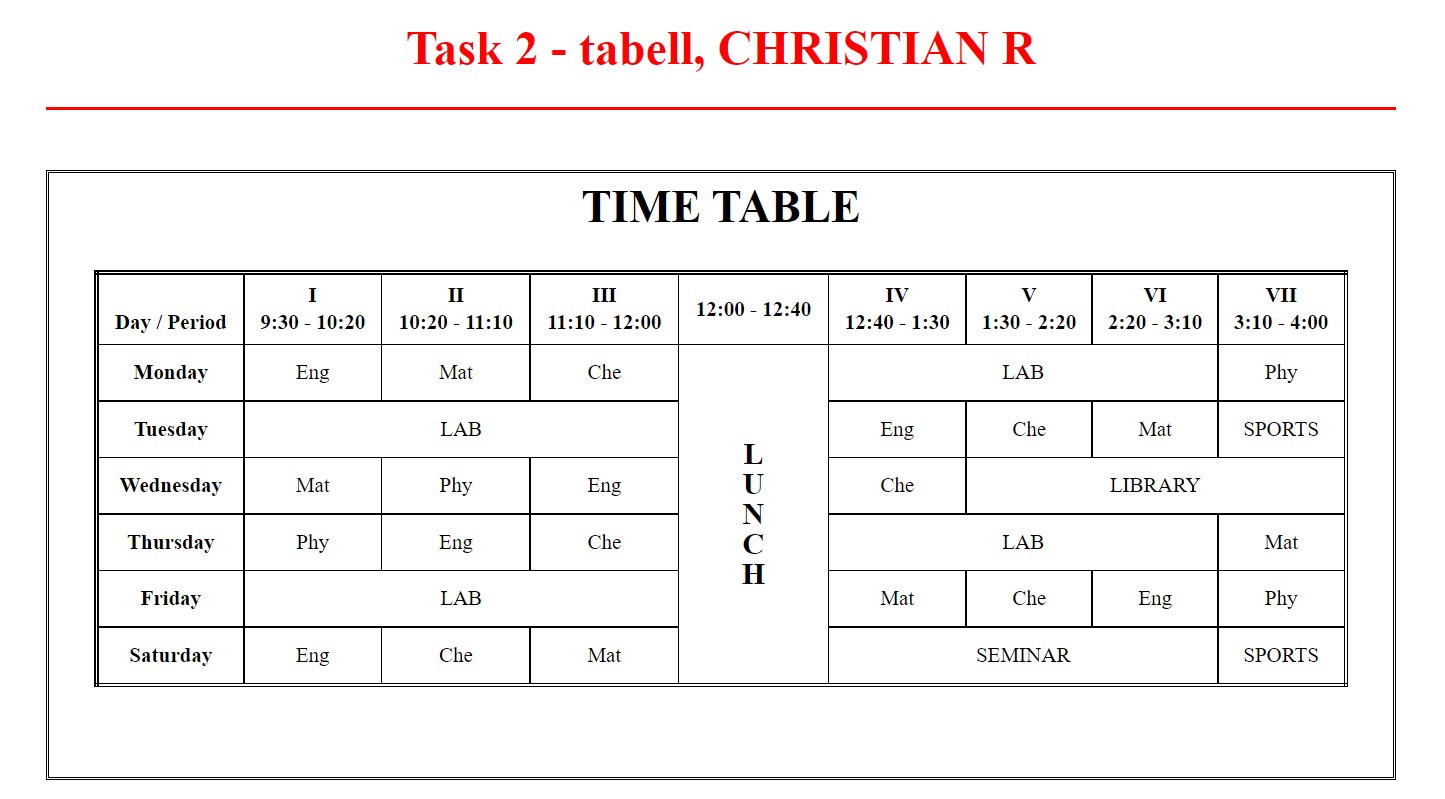 Task 2 - tabell, CHRISTIAN R
TIME TABLE
Day / Period
I
9:30 - 10:20
II
10:20 - 11:10
III
11:10 - 12:00
12:00 - 12:40
IV
12:40 - 1:30
V
1:30 - 2:20
VI
2:20 - 3:10
VII
3:10 - 4:00
Monday
Eng
Mat
Che
L
U
N
C
H
LAB
Phy
Tuesday
LAB
Eng
Che
Mat
SPORTS
Wednesday
Mat
Phy
Eng
Che
LIBRARY
Thursday
Phy
Eng
Che
LAB
Mat
Friday
LAB
Mat
Che
Eng
Phy
Saturday
Eng
Che
Mat
SEMINAR
SPORTS